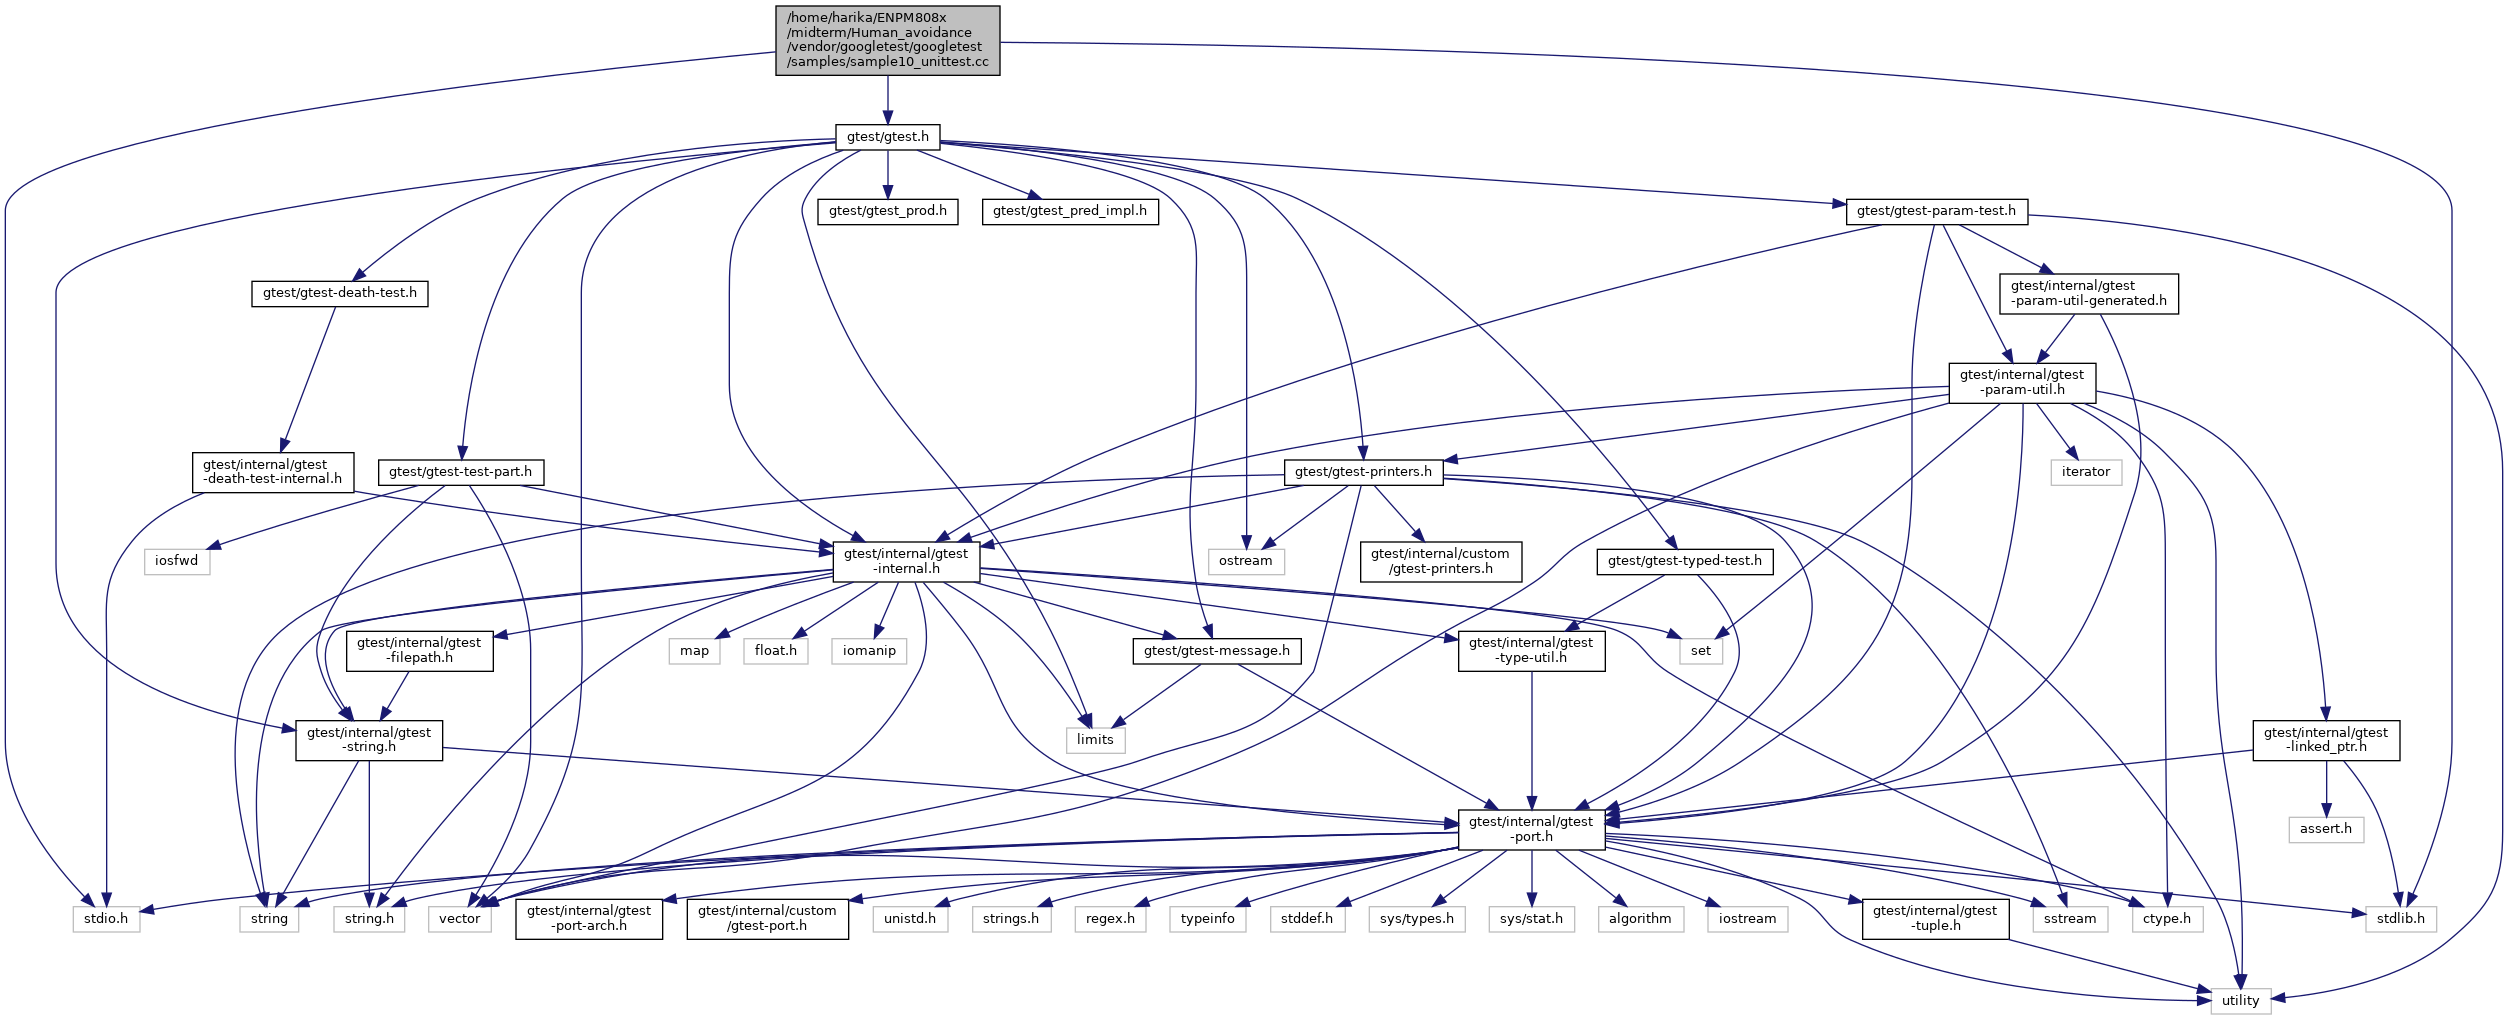 /home/harika/ENPM808x
/midterm/Human_avoidance
/vendor/googletest/googletest
/samples/sample10_unittest.cc
gtest/gtest.h
gtest/gtest_prod.h
gtest/gtest_pred_impl.h
gtest/gtest-param-test.h
gtest/gtest-death-test.h
gtest/internal/gtest
-param-util-generated.h
gtest/internal/gtest
-param-util.h
gtest/internal/gtest
-death-test-internal.h
gtest/gtest-test-part.h
gtest/gtest-printers.h
iterator
iosfwd
gtest/internal/gtest
-internal.h
ostream
gtest/internal/custom
/gtest-printers.h
gtest/gtest-typed-test.h
gtest/internal/gtest
-filepath.h
map
float.h
iomanip
gtest/gtest-message.h
gtest/internal/gtest
-type-util.h
set
gtest/internal/gtest
-string.h
limits
gtest/internal/gtest
-linked_ptr.h
gtest/internal/gtest
-port.h
assert.h
stdio.h
string
string.h
vector
gtest/internal/gtest
-port-arch.h
gtest/internal/custom
/gtest-port.h
unistd.h
strings.h
regex.h
typeinfo
stddef.h
sys/types.h
sys/stat.h
algorithm
iostream
gtest/internal/gtest
-tuple.h
sstream
ctype.h
stdlib.h
utility